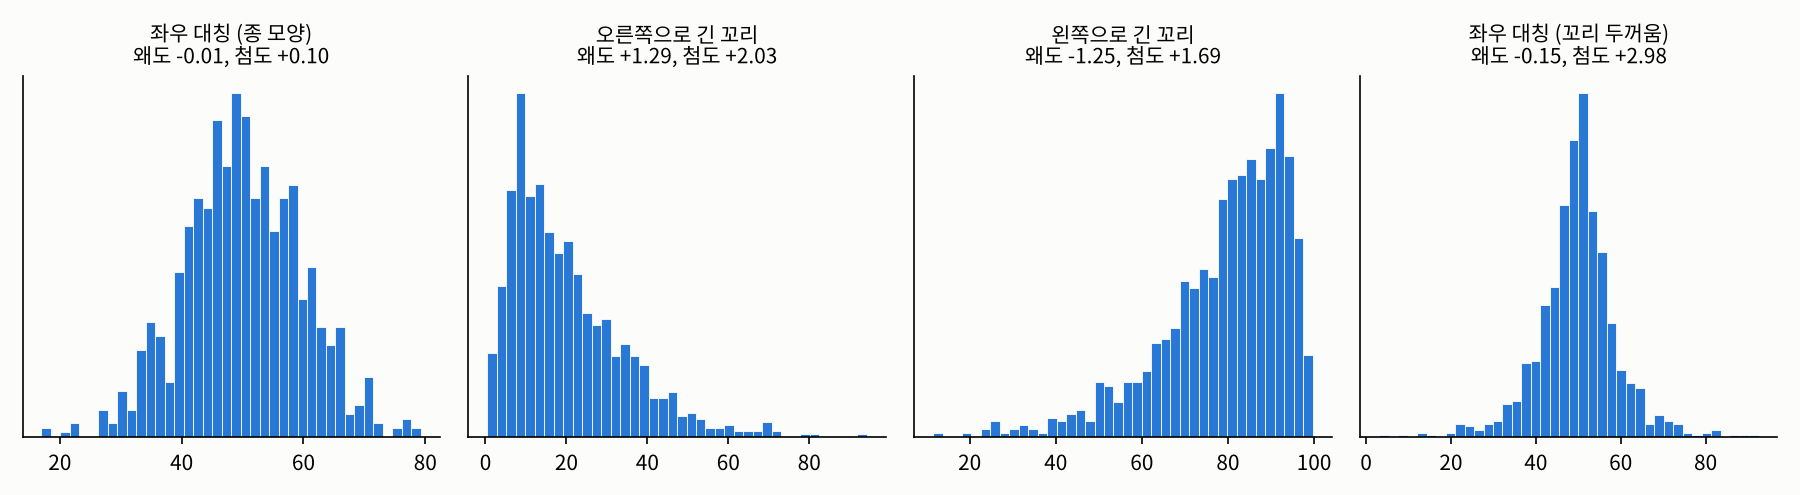 좌우 대칭 (종 모양)
왜도 -0.01, 첨도 +0.10
20 40 60 80
오른쪽으로 긴 꼬리
왜도 +1.29, 첨도 +2.03
0 20 40 60 80
왼쪽으로 긴 꼬리
왜도 -1.25, 첨도 +1.69
20 40 60 80 100
좌우 대칭 (꼬리 두꺼움)
왜도 -0.15, 첨도 +2.98
0 20 40 60 80